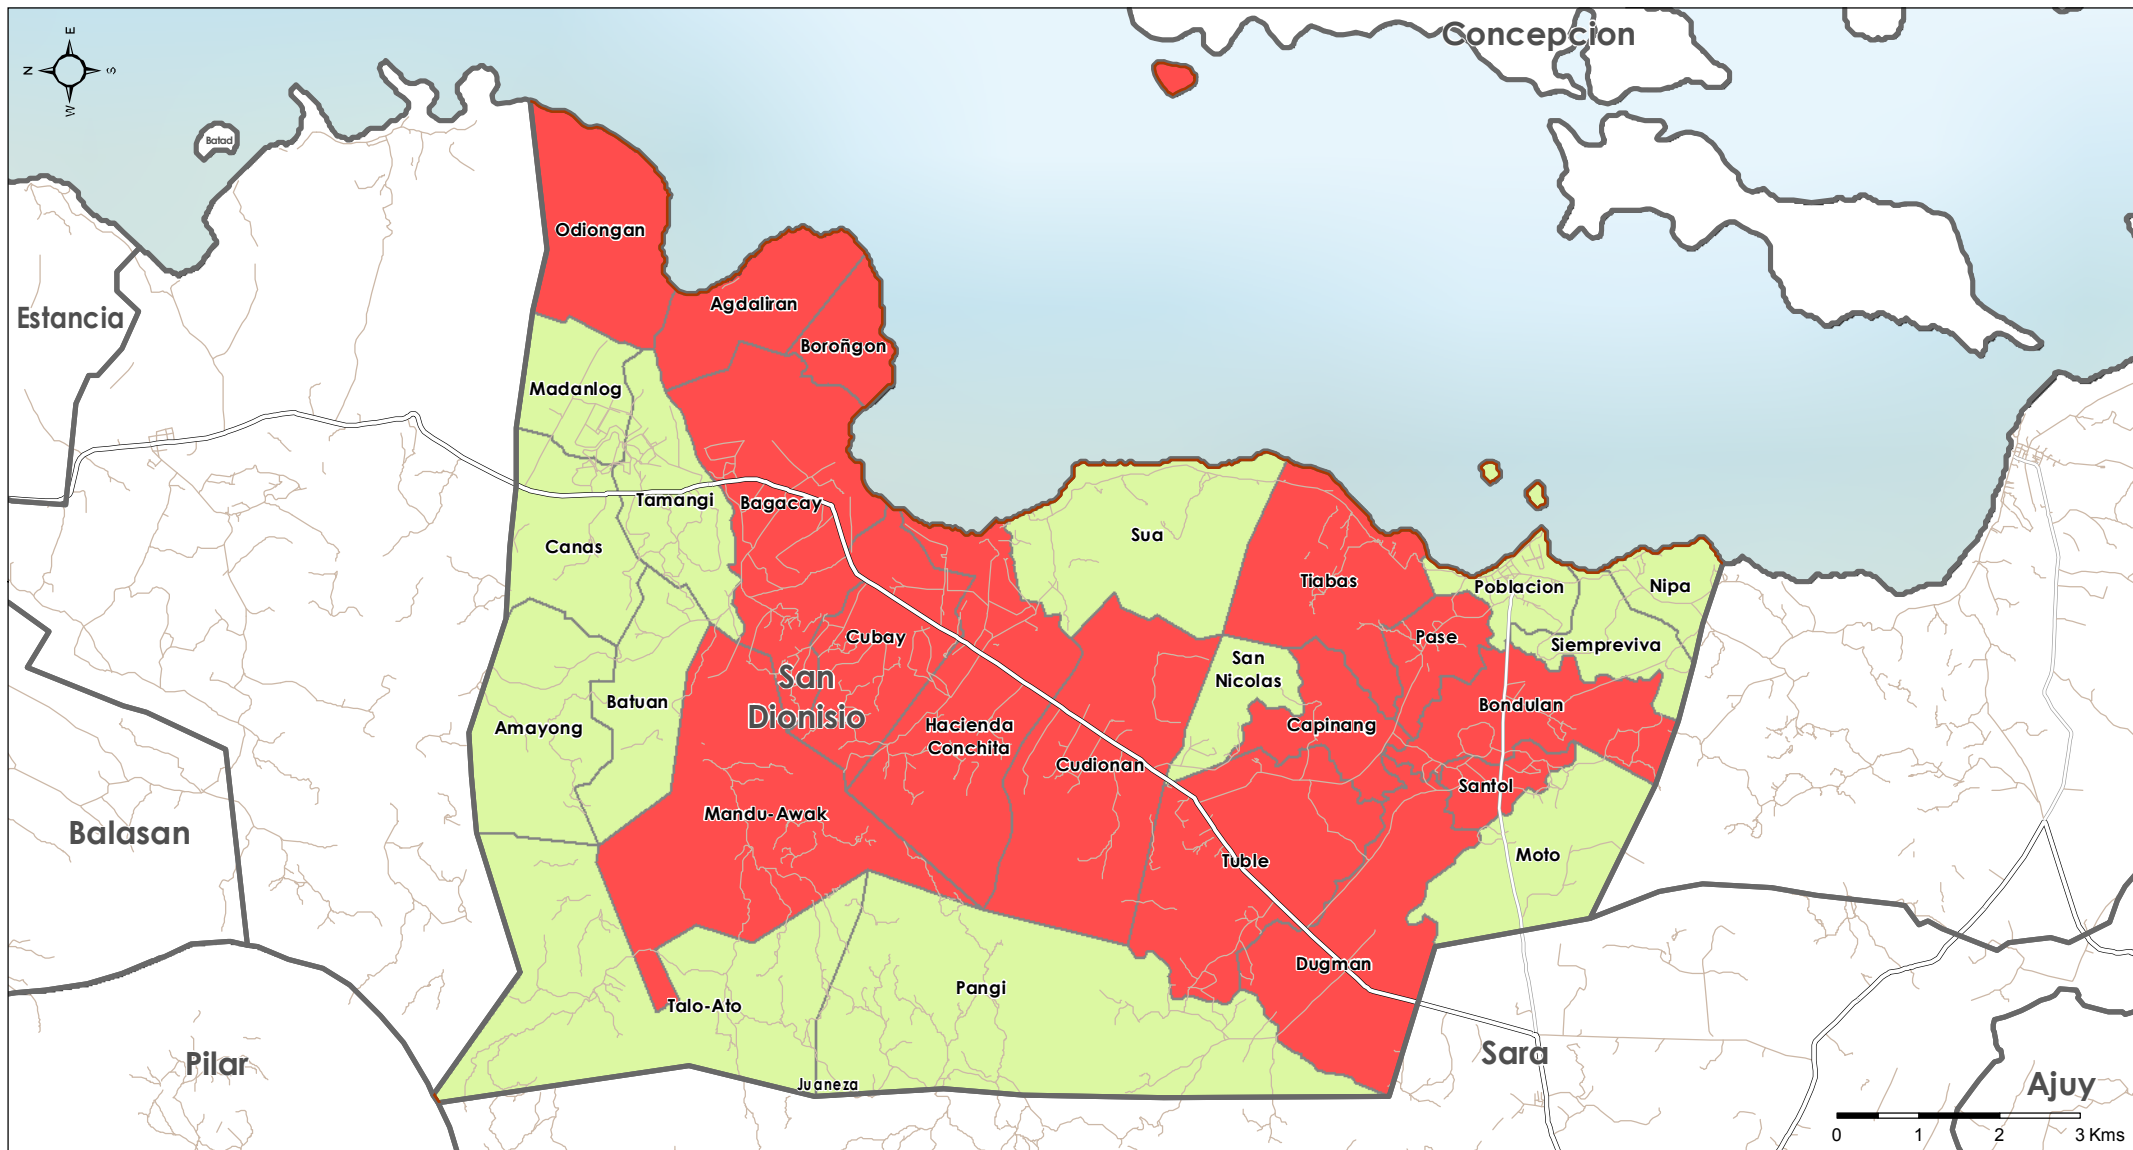 Concepcion
E
N
S
W
Batad
Odiongan
Agdaliran
Estancia
Boroñgon
Madanlog
Tamangi
Bagacay
Sua
Canas
Tiabas
Poblacion
Nipa
Cubay
Pase
Siempreviva
San
Nicolas
San
Dionisio
Batuan
Bondulan
Amayong
Hacienda
Conchita
Capinang
Cudionan
Santol
Mandu-Awak
Balasan
Moto
Tuble
Dugman
Pangi
Talo-Ato
Sara
Pilar
Juaneza
Ajuy
0 1 2 3 Kms